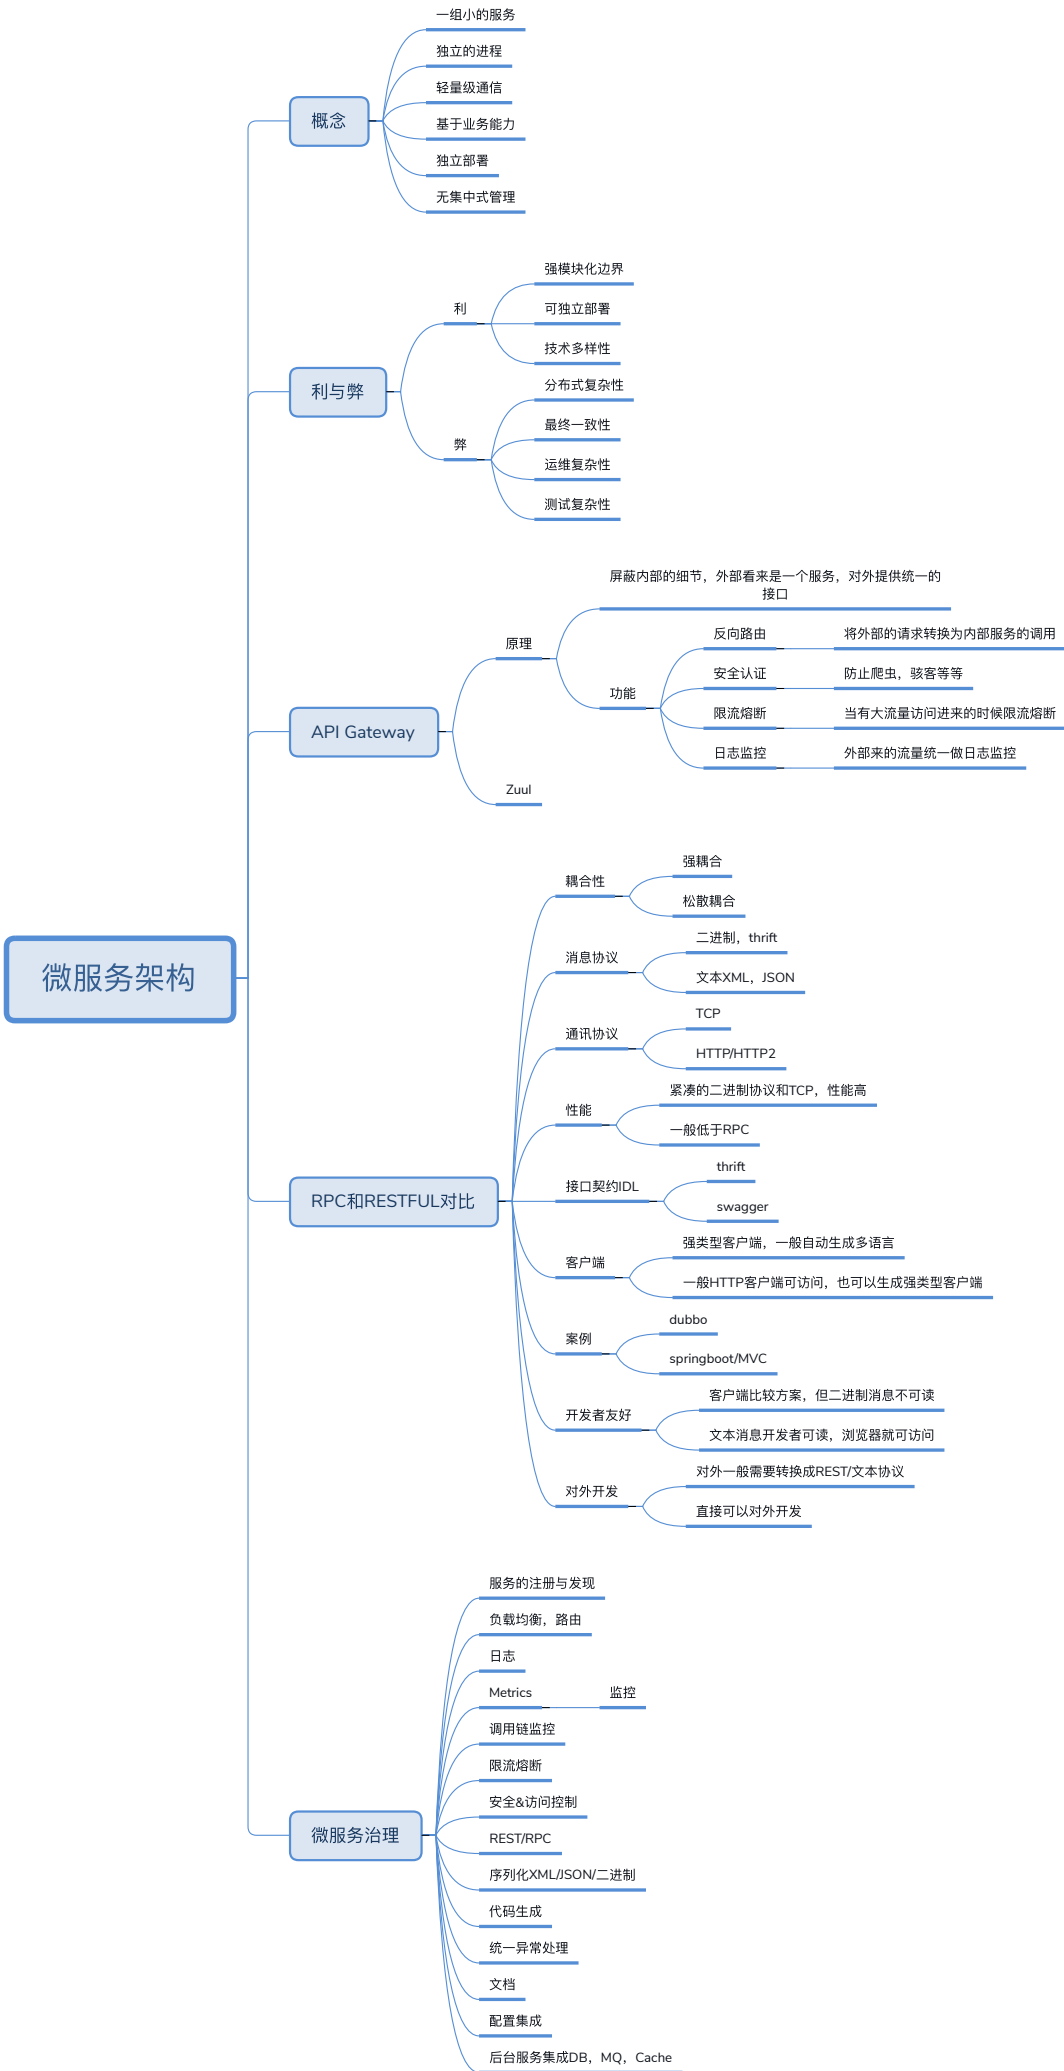 微服务架构
概念
一组小的服务
独立的进程
轻量级通信
基于业务能力
独立部署
无集中式管理
利与弊
利
强模块化边界
可独立部署
技术多样性
弊
分布式复杂性
最终一致性
运维复杂性
测试复杂性
API Gateway
原理
屏蔽内部的细节，外部看来是一个服务，对外提供统一的
接口
功能
反向路由
将外部的请求转换为内部服务的调用
安全认证
防止爬虫，骇客等等
限流熔断
当有大流量访问进来的时候限流熔断
日志监控
外部来的流量统一做日志监控
Zuul
RPC和RESTFUL对比
耦合性
强耦合
松散耦合
消息协议
二进制，thrift
文本XML，JSON
通讯协议
TCP
HTTP/HTTP2
性能
紧凑的二进制协议和TCP，性能高
一般低于RPC
接口契约IDL
thrift
swagger
客户端
强类型客户端，一般自动生成多语言
一般HTTP客户端可访问，也可以生成强类型客户端
案例
dubbo
springboot/MVC
开发者友好
客户端比较方案，但二进制消息不可读
文本消息开发者可读，浏览器就可访问
对外开发
对外一般需要转换成REST/文本协议
直接可以对外开发
微服务治理
服务的注册与发现
负载均衡，路由
日志
Metrics
监控
调用链监控
限流熔断
安全&访问控制
REST/RPC
序列化XML/JSON/二进制
代码生成
统一异常处理
文档
配置集成
后台服务集成DB，MQ，Cache